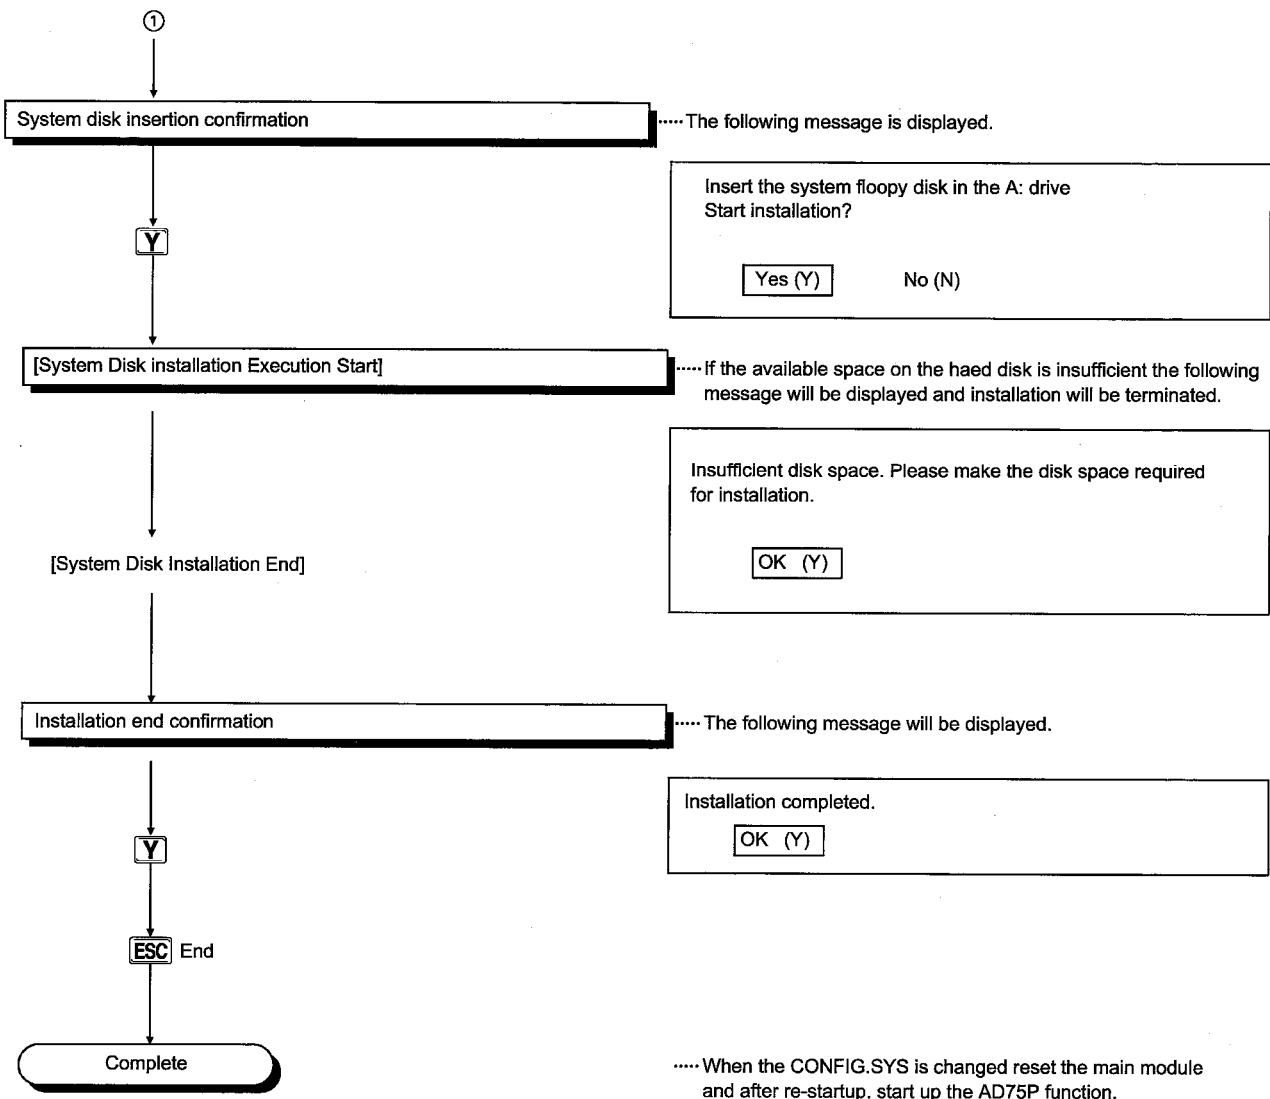 ①
System disk insertion confirmation
····· The following message is displayed.
Insert the system floopy disk in the A: drive
Start installation?
Yes (Y) No (N)
Y
[System Disk installation Execution Start]
····· If the available space on the haed disk is insufficient the following
message will be displayed and installation will be terminated.
Insufficient disk space. Please make the disk space required
for installation.
OK (Y)
[System Disk Installation End]
Installation end confirmation
····· The following message will be displayed.
Installation completed.
OK (Y)
Y
ESC End
Complete
····· When the CONFIG.SYS is changed reset the main module
and after re-startup, start up the AD75P function.